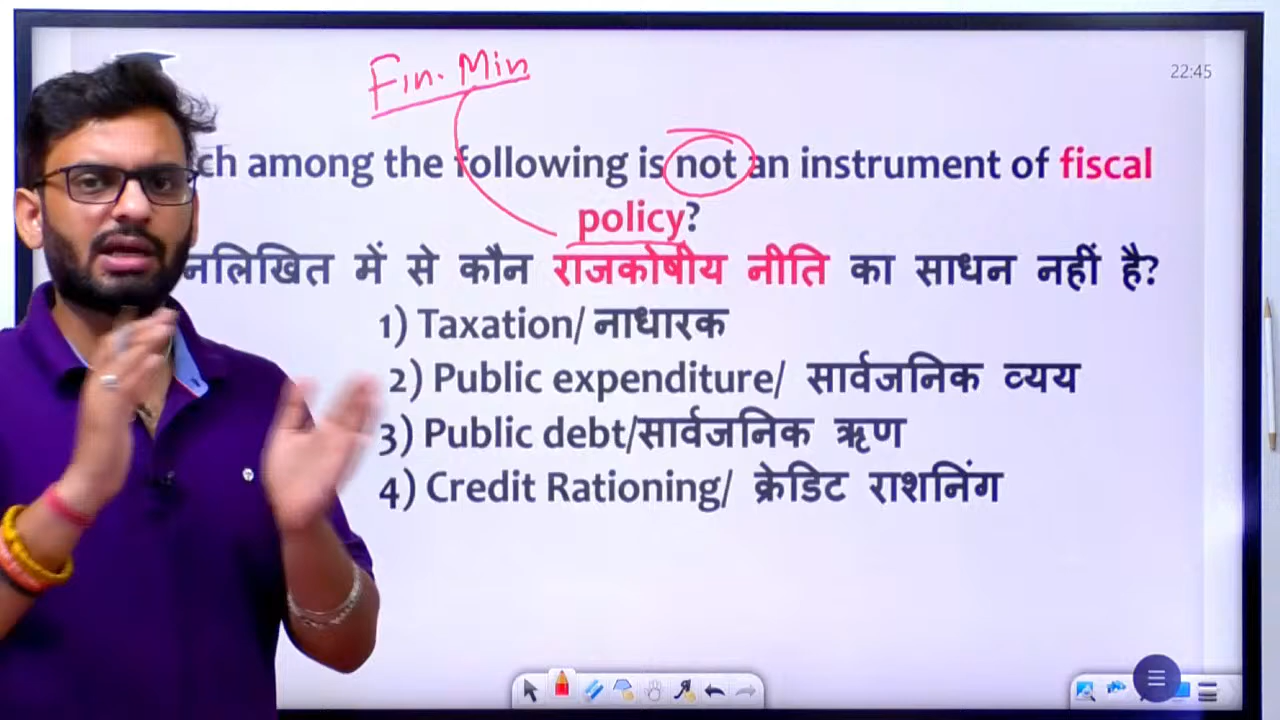 22:45
Fin. Min
ch among the following is not an instrument of fiscal
policy?
नलिखित में से कौन राजकोषीय नीति का साधन नहीं है?
1) Taxation/ नाधारक
2) Public expenditure/ सार्वजनिक व्यय
3) Public debt/सार्वजनिक ऋण
4) Credit Rationing/ क्रेडिट राशनिंग